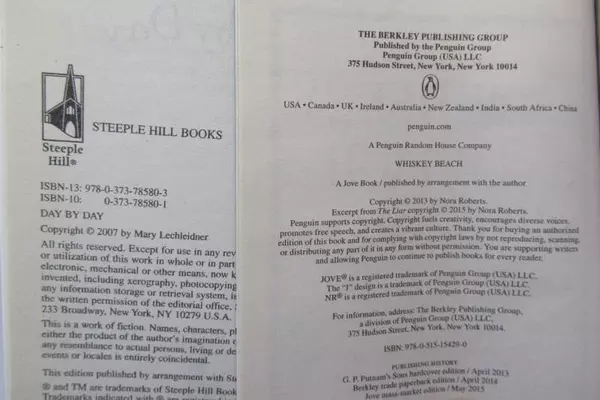 STEEPLE HILL BOOKS
Steeple
Hill®
ISBN-13: 978-0-373-78580-3
ISBN-10: 0-373-78580-1
DAY BY DAY
Copyright © 2007 by Mary Lechleidner
All rights reserved. Except for use in any rev
or utilization of this work in whole or in part
electronic, mechanical or other means, now k
invented, including xerography, photocopying
any information storage or retrieval system, i
the written permission of the editorial office,
233 Broadway, New York, NY 10279 U.S.A.
This is a work of fiction. Names, characters, pl
either the product of the author's imagination o
any resemblance to actual persons, living or de
events or locales is entirely coincidental.
This edition published by arrangement with St
® and TM are trademarks of Steeple Hill Book
Trademarks indicated with ® are
THE BERKLEY PUBLISHING GROUP
Published by the Penguin Group
Penguin Group (USA) LLC
375 Hudson Street, New York, New York 10014
USA • Canada • UK • Ireland • Australia • New Zealand • India • South Africa • China
penguin.com
A Penguin Random House Company
WHISKEY BEACH
A Jove Book / published by arrangement with the author
Copyright © 2013 by Nora Roberts.
Excerpt from The Liar copyright © 2015 by Nora Roberts.
Penguin supports copyright. Copyright fuels creativity, encourages diverse voices,
promotes free speech, and creates a vibrant culture. Thank you for buying an authorized
edition of this book and for complying with copyright laws by not reproducing, scanning,
or distributing any part of it in any form without permission. You are supporting writers
and allowing Penguin to continue to publish books for every reader.
JOVE® is a registered trademark of Penguin Group (USA) LLC.
The "J" design is a trademark of Penguin Group (USA) LLC.
NR® is a registered trademark of Penguin Group (USA) LLC.
For information, address: The Berkley Publishing Group,
a division of Penguin Group (USA) LLC,
375 Hudson Street, New York, New York 10014.
ISBN: 978-0-515-15428-0
PUBLISHING HISTORY
G. P. Putnam's Sons hardcover edition / April 2013
Berkley trade paperback edition / April 2014
Jove mass-market edition / May 2015